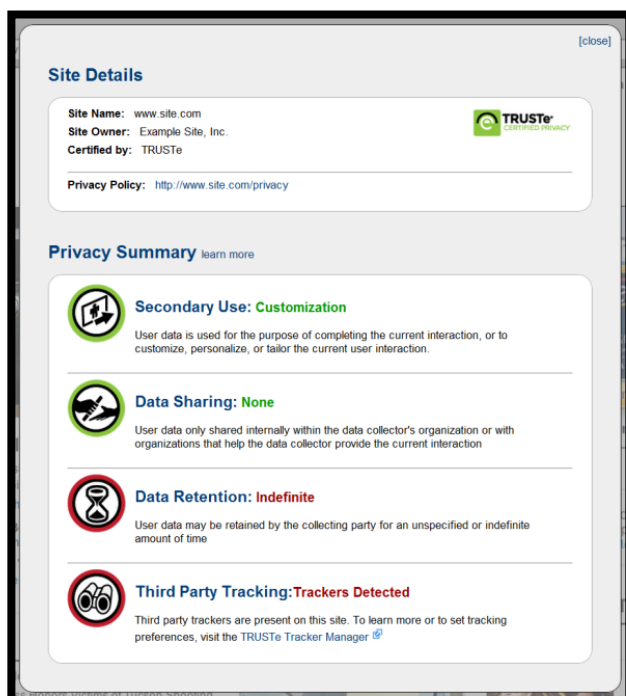 [close]
Site Details
Site Name: www.site.com
Site Owner: Example Site, Inc.
Certified by: TRUSTe
TRUSTe
CERTIFIED PRIVACY
Privacy Policy: http://www.site.com/privacy
Privacy Summary learn more
Secondary Use: Customization
User data is used for the purpose of completing the current interaction, or to
customize, personalize, or tailor the current user interaction.
Data Sharing: None
User data only shared internally within the data collector's organization or with
organizations that help the data collector provide the current interaction
Data Retention: Indefinite
User data may be retained by the collecting party for an unspecified or indefinite
amount of time
Third Party Tracking:Trackers Detected
Third party trackers are present on this site. To learn more or to set tracking
preferences, visit the TRUSTe Tracker Manager
Honors Victims of Tucson Shooting